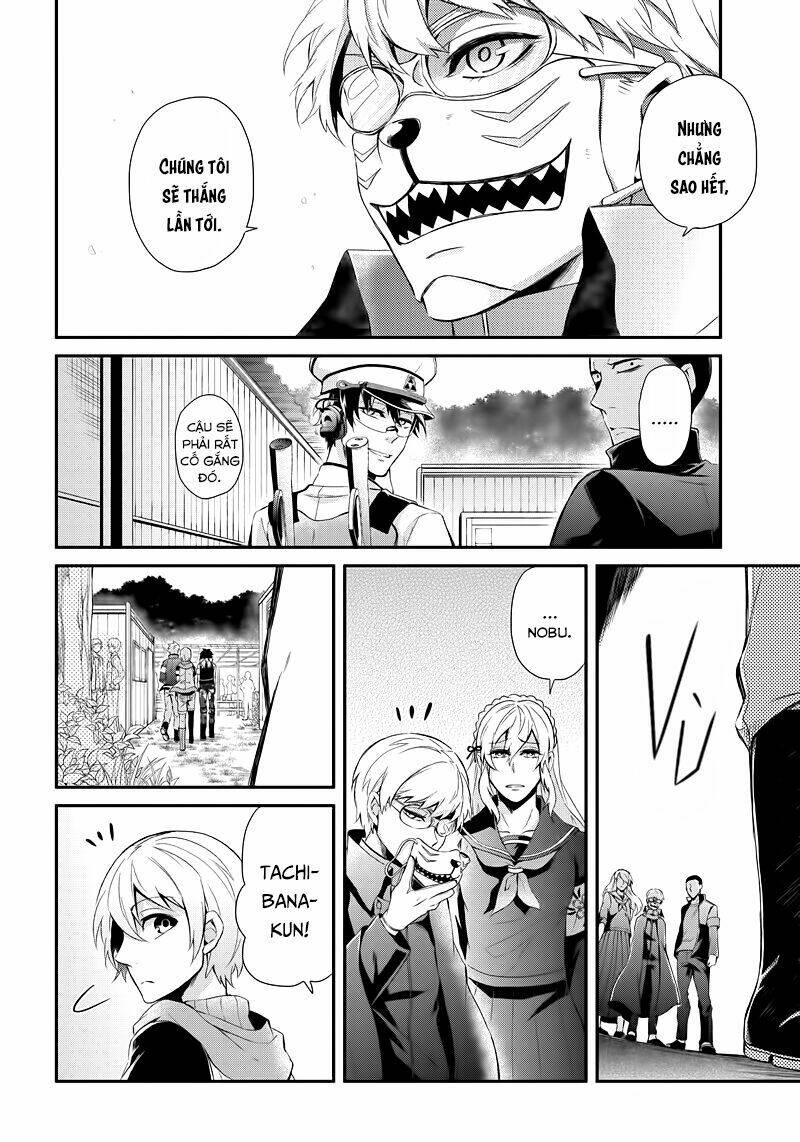 NHƯNG
CHẲNG
SAO HẾT,
CHÚNG TÔI
SẼ THẮNG
LẦN TỚI.
.....
CẬU SẼ
PHẢI RẤT
CỐ GẮNG
ĐÓ.
VÙ
...
NOBU.
TACHI-
BANA-
KUN!